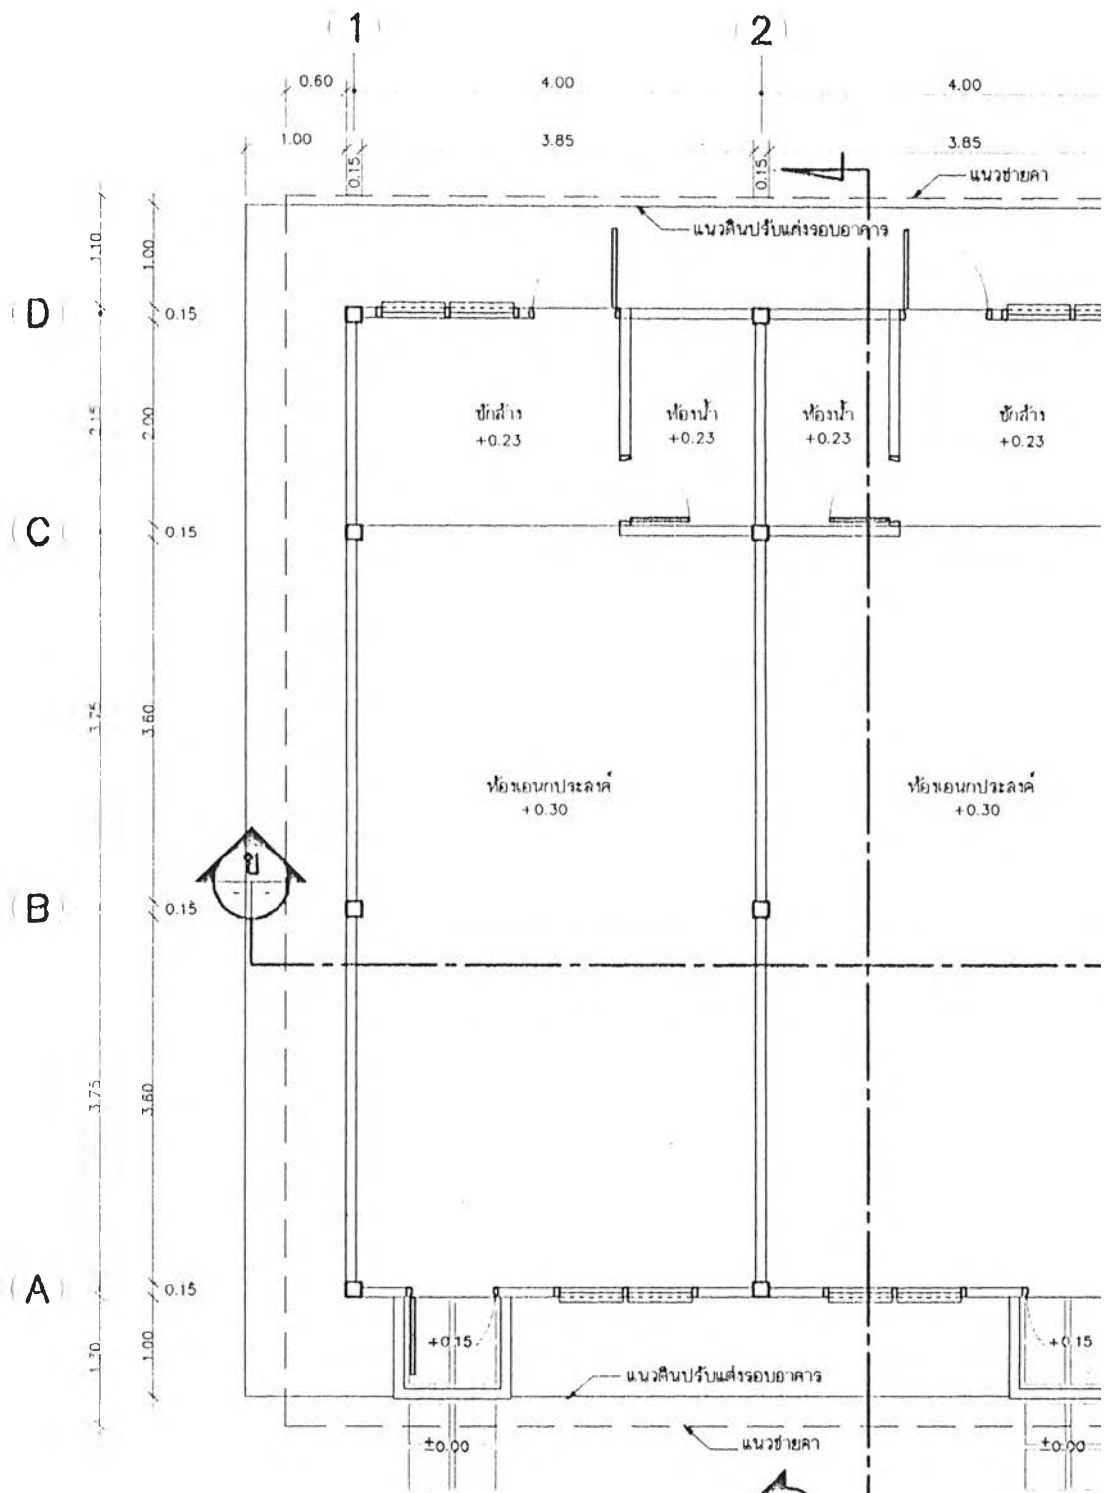 1
2
0.60
4.00
4.00
1.00
3.85
3.85
0.15
0.15
แนวชายคา
แนวดินปรับแต่งรอบอาคาร
1.10
1.00
D
0.15
ซักล้าง
+0.23
ห้องน้ำ
+0.23
ห้องน้ำ
+0.23
ซักล้าง
+0.23
2.15
2.00
C
0.15
3.75
3.60
ห้องเอนกประสงค์
+0.30
ห้องเอนกประสงค์
+0.30
ข
B
0.15
3.75
3.60
A
0.15
+0.15
+0.15
1.00
แนวดินปรับแต่งรอบอาคาร
แนวชายคา
±0.00
±0.00